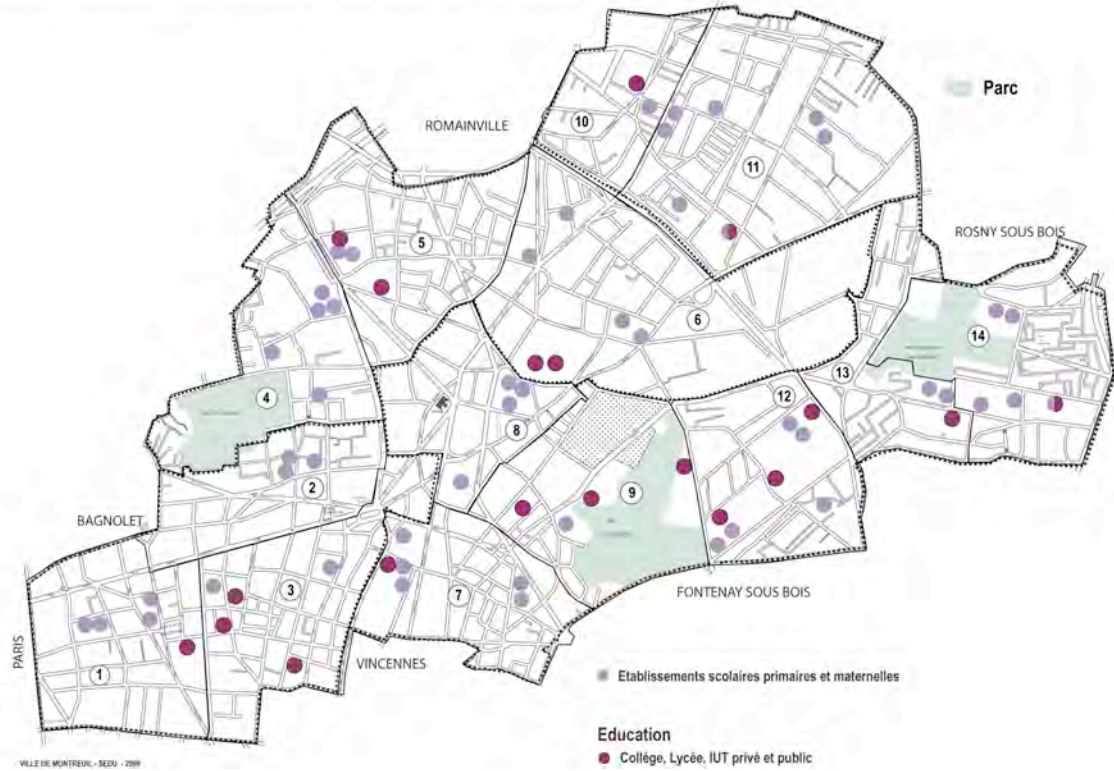 Parc
ROMAINVILLE
10
11
ROSNY SOUS BOIS
5
6
14
13
4
12
8
2
9
BAGNOLET
3
7
FONTENAY SOUS BOIS
PARIS
VINCENNES
1
Etablissements scolaires primaires et maternelles
Education
Collège, Lycée, IUT privé et public
VILLE DE MONTREUIL - SEDU - 2009